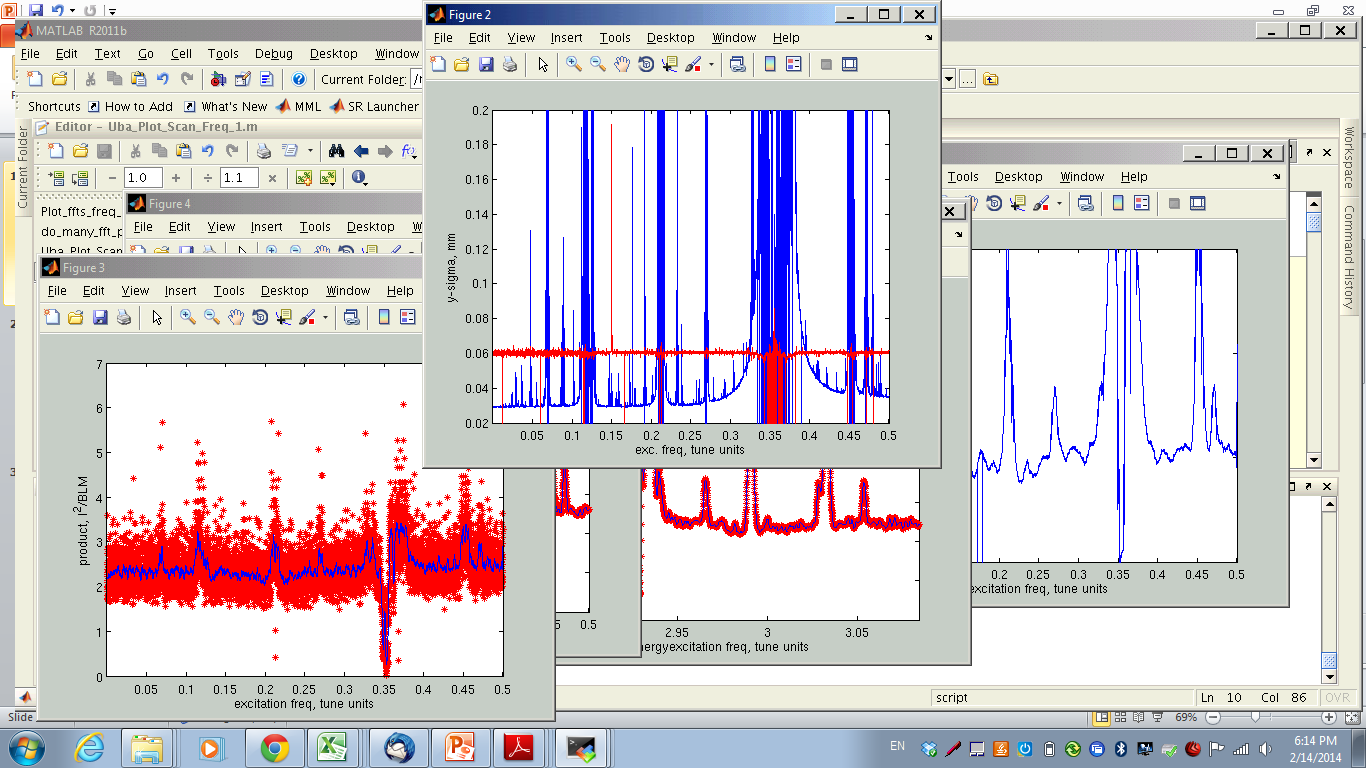 MATLAB R2011b
File Edit Text Go Cell Tools Debug Desktop Window
Current Folder:
Shortcuts How to Add What's New MML SR Launcher
Editor - Uba_Plot_Scan_Freq_1.m
1.0 1.1
Plot_ffts_freq_
do_many_fft_p
Uba_Plot_Scan
Current Folder
Workspace
Command History
Figure 2
File Edit View Insert Tools Desktop Window Help
0.2
0.18
0.16
0.14
0.12
0.1
0.08
0.06
0.04
0.02
y-sigma, mm
0.05 0.1 0.15 0.2 0.25 0.3 0.35 0.4 0.45 0.5
exc. freq, tune units
Figure 4
File Edit View Insert Tools Desktop
Figure 3
File Edit View Insert Tools Desktop Window Help
7
6
5
4
3
2
1
0
product, I^2/BLM
0.05 0.1 0.15 0.2 0.25 0.3 0.35 0.4 0.45 0.5
excitation freq, tune units
0.5
2.95 3 3.05
nergyexcitation freq, tune units
Tools Desktop Window Help
0.2 0.25 0.3 0.35 0.4 0.45 0.5
excitation freq, tune units
script Ln 10 Col 86 OVR
Slide
69%
EN
6:14 PM
2/14/2014